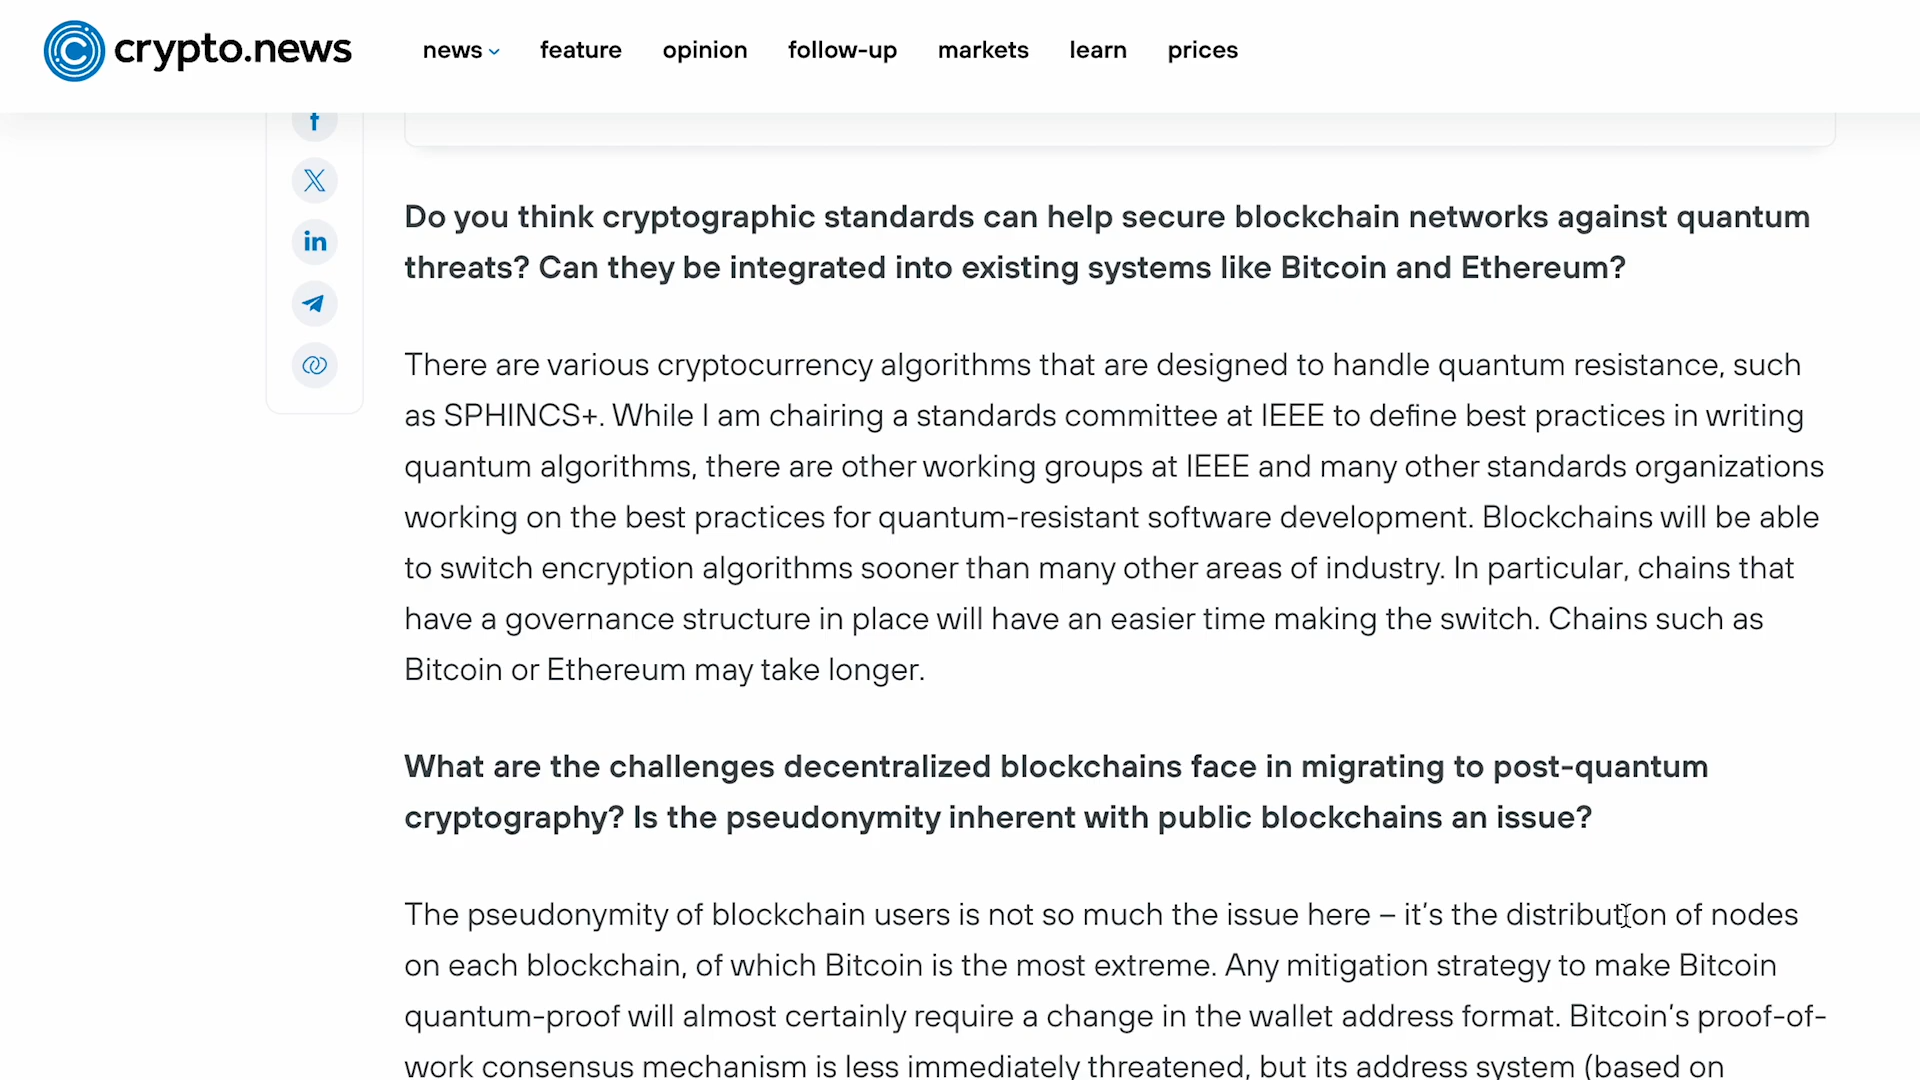 crypto.news
news feature opinion follow-up markets learn prices
Do you think cryptographic standards can help secure blockchain networks against quantum
threats? Can they be integrated into existing systems like Bitcoin and Ethereum?
There are various cryptocurrency algorithms that are designed to handle quantum resistance, such
as SPHINCS+. While I am chairing a standards committee at IEEE to define best practices in writing
quantum algorithms, there are other working groups at IEEE and many other standards organizations
working on the best practices for quantum-resistant software development. Blockchains will be able
to switch encryption algorithms sooner than many other areas of industry. In particular, chains that
have a governance structure in place will have an easier time making the switch. Chains such as
Bitcoin or Ethereum may take longer.
What are the challenges decentralized blockchains face in migrating to post-quantum
cryptography? Is the pseudonymity inherent with public blockchains an issue?
The pseudonymity of blockchain users is not so much the issue here – it's the distribution of nodes
on each blockchain, of which Bitcoin is the most extreme. Any mitigation strategy to make Bitcoin
quantum-proof will almost certainly require a change in the wallet address format. Bitcoin's proof-of-
work consensus mechanism is less immediately threatened, but its address system (based on